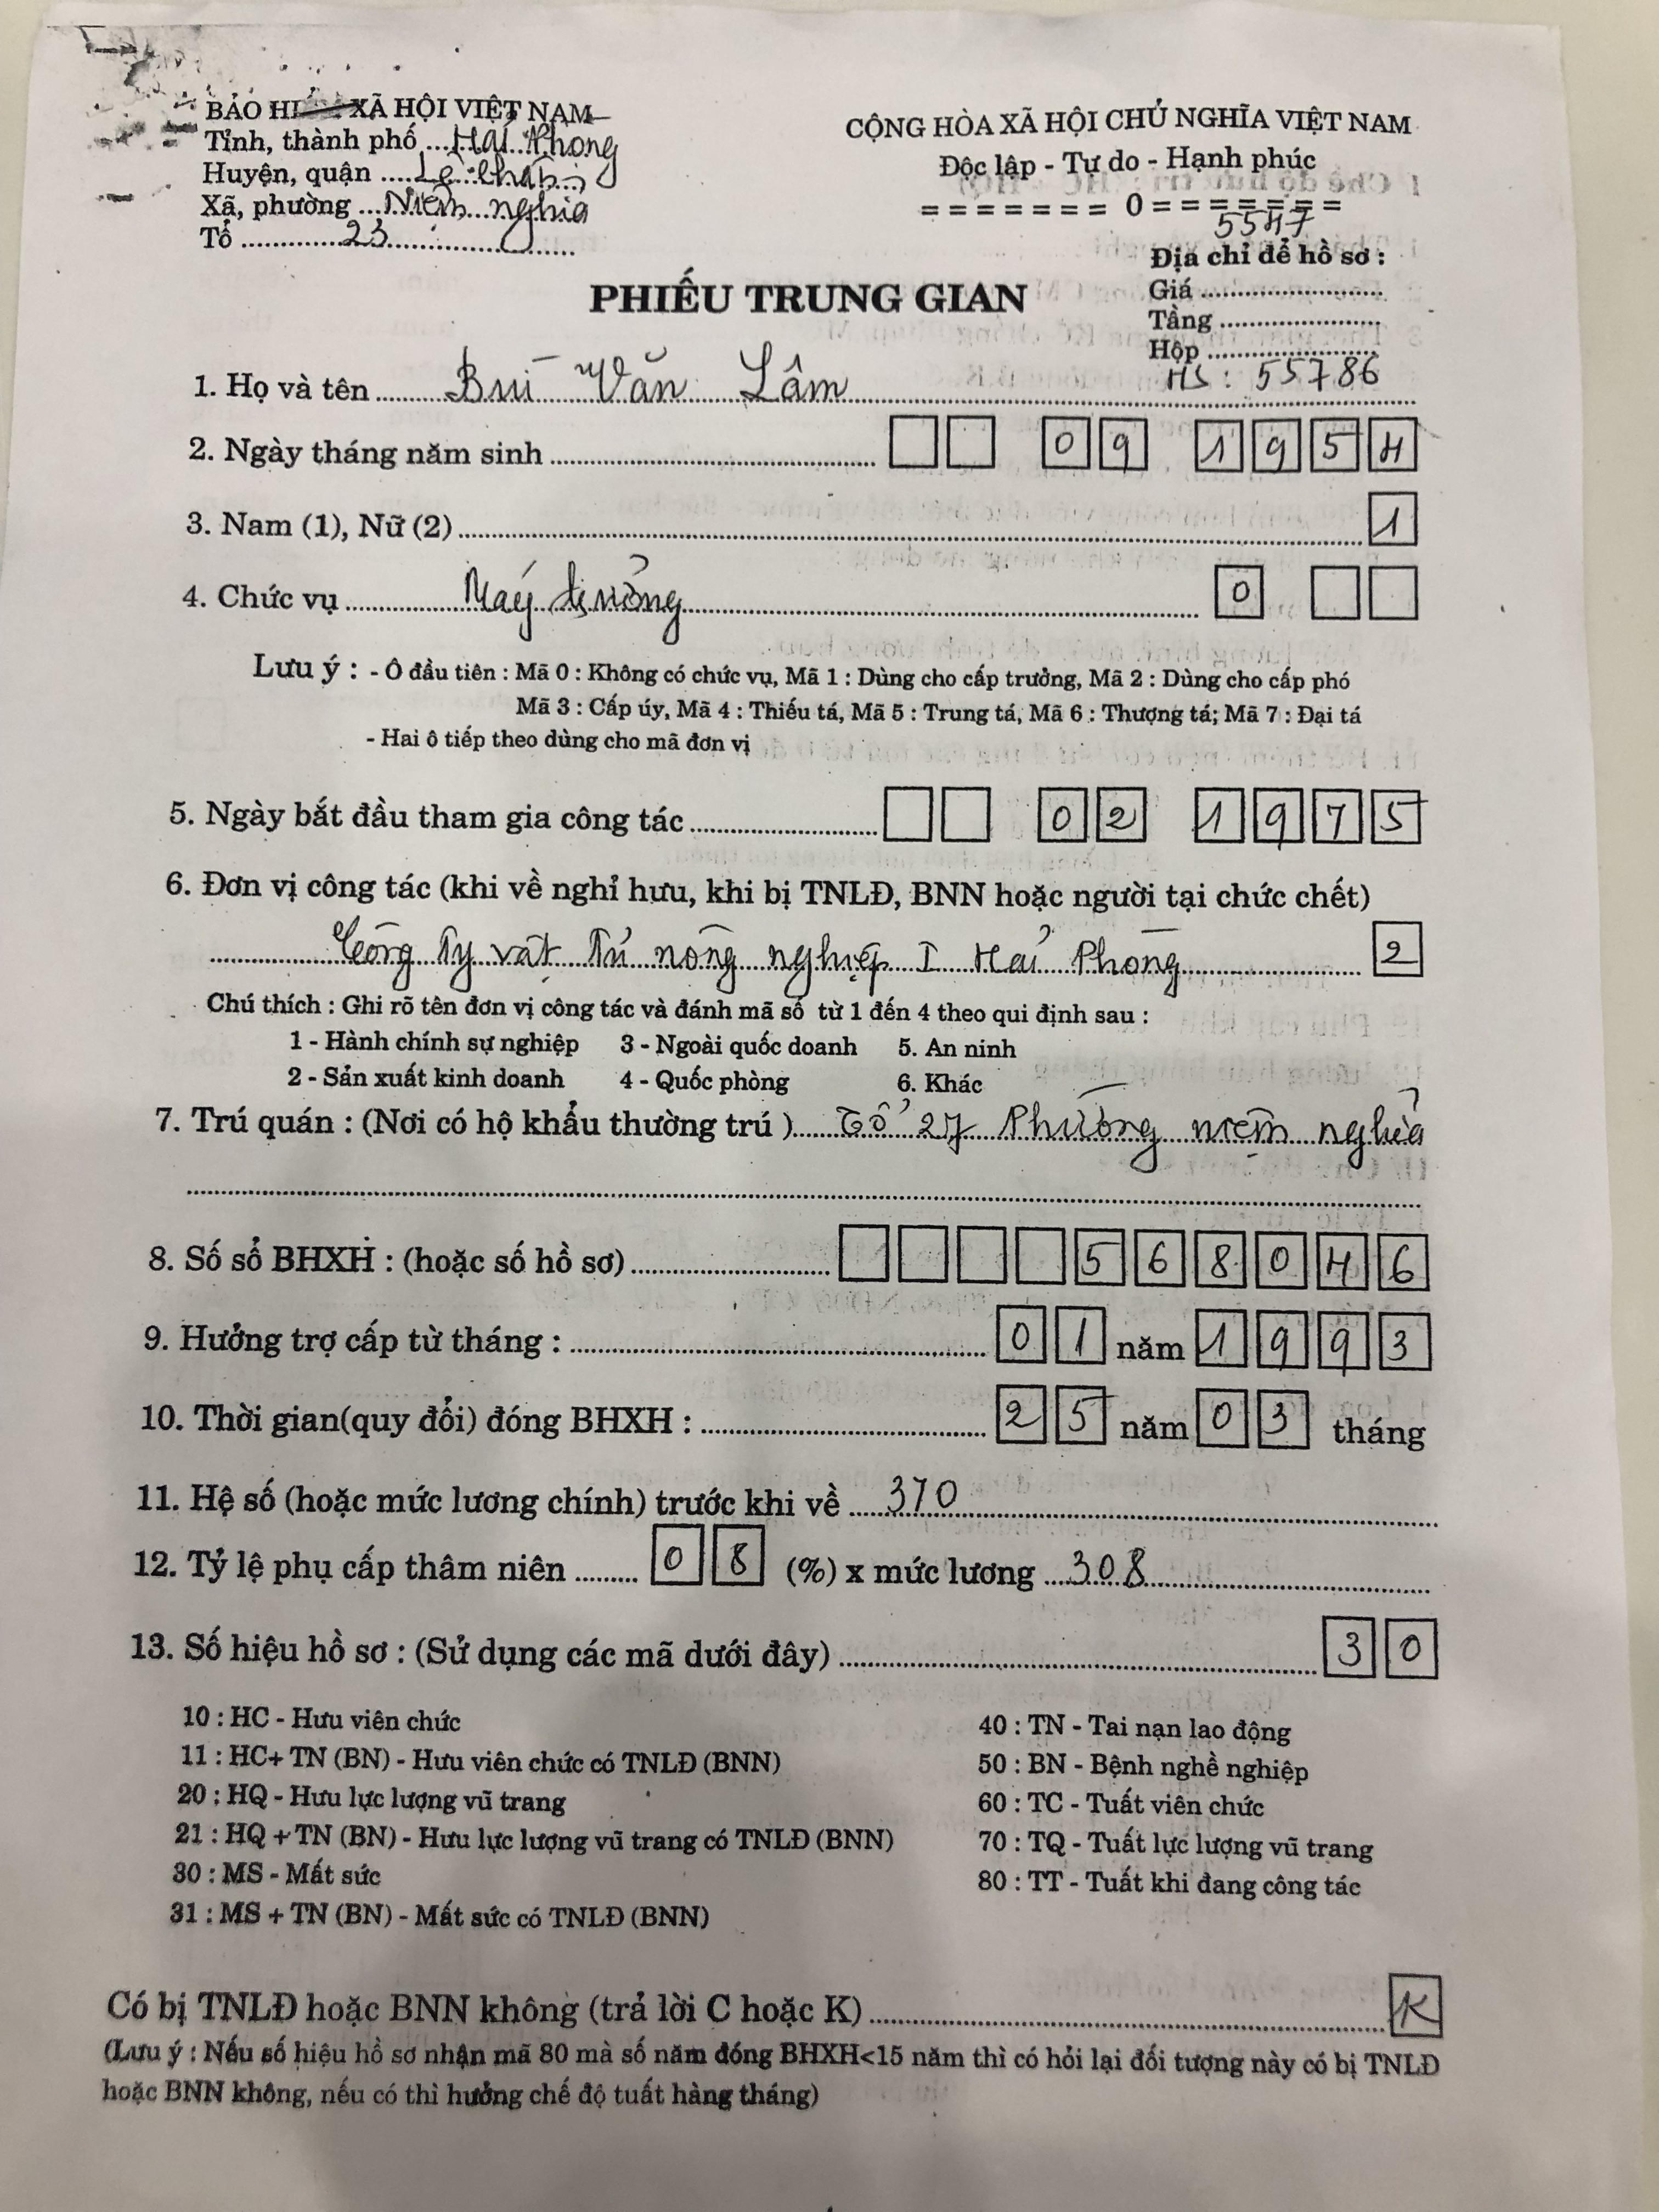 BẢO HI XÃ HỘI VIỆT NAM
Tỉnh, thành phố ...Hải Phòng
Huyện, quận ....Lê Chân
Xã, phường ...Niệm nghĩa
Tổ ............23............
CỘNG HÒA XÃ HỘI CHỦ NGHĨA VIỆT NAM
Độc lập - Tự do - Hạnh phúc
= = = = = = = 0 = = = = = = =
5547
Địa chỉ để hồ sơ :
Giá ............
Tầng ............
Hộp ............
HS : 55786
PHIẾU TRUNG GIAN
1. Họ và tên ........Bùi Văn Lâm........
2. Ngày tháng năm sinh ........ 09 1954
3. Nam (1), Nữ (2) ........ 1
4. Chức vụ ........Máy trưởng........ 0
Lưu ý : - Ô đầu tiên : Mã 0 : Không có chức vụ, Mã 1 : Dùng cho cấp trưởng, Mã 2 : Dùng cho cấp phó
Mã 3 : Cấp úy, Mã 4 : Thiếu tá, Mã 5 : Trung tá, Mã 6 : Thượng tá; Mã 7 : Đại tá
- Hai ô tiếp theo dùng cho mã đơn vị
5. Ngày bắt đầu tham gia công tác ........ 02 1975
6. Đơn vị công tác (khi về nghỉ hưu, khi bị TNLĐ, BNN hoặc người tại chức chết)
........Công Ty vật Tư nông nghiệp I Hải Phòng........ 2
Chú thích : Ghi rõ tên đơn vị công tác và đánh mã số từ 1 đến 4 theo qui định sau :
1 - Hành chính sự nghiệp 3 - Ngoài quốc doanh 5. An ninh
2 - Sản xuất kinh doanh 4 - Quốc phòng 6. Khác
7. Trú quán : (Nơi có hộ khẩu thường trú )......Tổ 27 Phường niệm nghĩa
8. Số sổ BHXH : (hoặc số hồ sơ) ........ 568046
9. Hưởng trợ cấp từ tháng : ........ 01 năm 1993
10. Thời gian(quy đổi) đóng BHXH : ........ 25 năm 03 tháng
11. Hệ số (hoặc mức lương chính) trước khi về ....370........
12. Tỷ lệ phụ cấp thâm niên ........ 08 (%) x mức lương ....308........
13. Số hiệu hồ sơ : (Sử dụng các mã dưới đây) ........ 30
10 : HC - Hưu viên chức
11 : HC+ TN (BN) - Hưu viên chức có TNLĐ (BNN)
20 : HQ - Hưu lực lượng vũ trang
21 : HQ + TN (BN) - Hưu lực lượng vũ trang có TNLĐ (BNN)
30 : MS - Mất sức
31 : MS + TN (BN) - Mất sức có TNLĐ (BNN)
40 : TN - Tai nạn lao động
50 : BN - Bệnh nghề nghiệp
60 : TC - Tuất viên chức
70 : TQ - Tuất lực lượng vũ trang
80 : TT - Tuất khi đang công tác
Có bị TNLĐ hoặc BNN không (trả lời C hoặc K) ........ K
(Lưu ý : Nếu số hiệu hồ sơ nhận mã 80 mà số năm đóng BHXH<15 năm thì có hỏi lại đối tượng này có bị TNLĐ
hoặc BNN không, nếu có thì hưởng chế độ tuất hàng tháng)